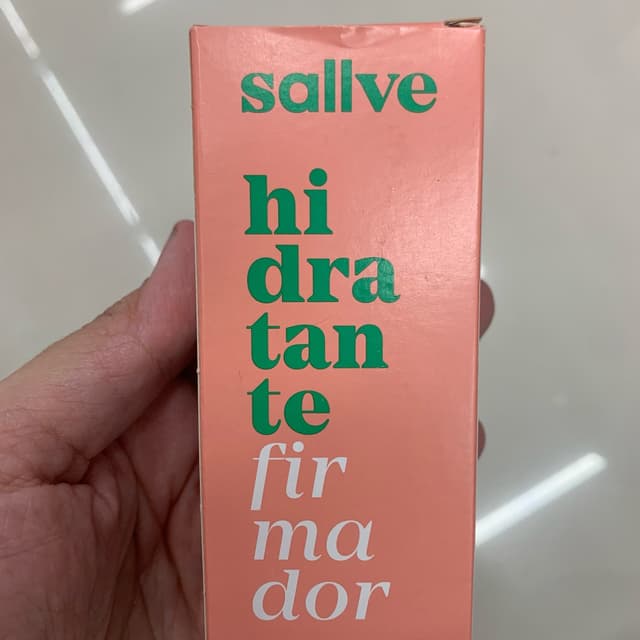 sallve
hi
dra
tan
te
fir
ma
dor